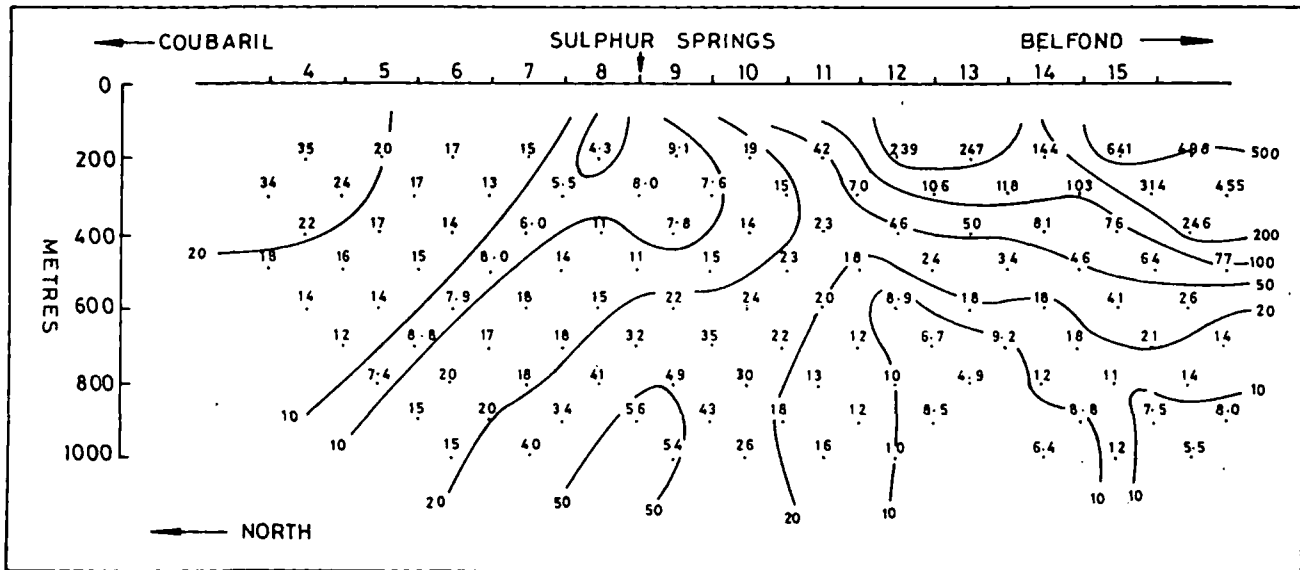 COUBARIL SULPHUR SPRINGS BELFOND
4 5 6 7 8 9 10 11 12 13 14 15
0
35 20 17 15 4.3 9.1 19 42 239 247 144 641 498 500
200
34 24 17 13 5.5 8.0 7.6 15 70 106 118 103 314 455
22 17 14 6.0 11 7.8 14 23 46 50 81 76 246 200
400
20 18 16 15 8.0 14 11 15 23 18 24 34 46 64 77 100
50
METRES
14 14 7.9 18 15 22 24 20 8.9 18 18 41 26 20
600
12 8.8 17 18 32 35 22 12 6.7 9.2 18 21 14
7.4 20 18 41 49 30 13 10 4.9 12 11 14
800
10 15 20 34 56 43 18 12 8.5 8.8 7.5 8.0 10
10 15 40 54 26 16 10 6.4 12 5.5
1000
20 50 50 20 10 10 10
NORTH